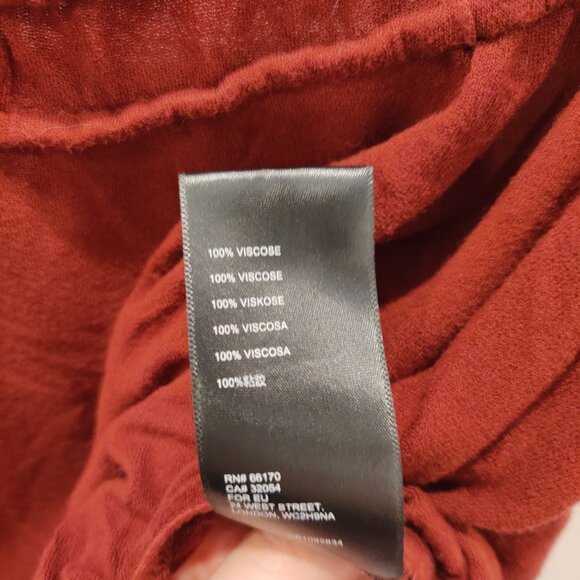 100% VISCOSE
100% VISCOSE
100% VISKOSE
100% VISCOSA
100% VISCOSA
100%粘胶
RN# 66170
CA# 32054
FOR EU
24 WEST STREET,
LONDON, WC2H9NA